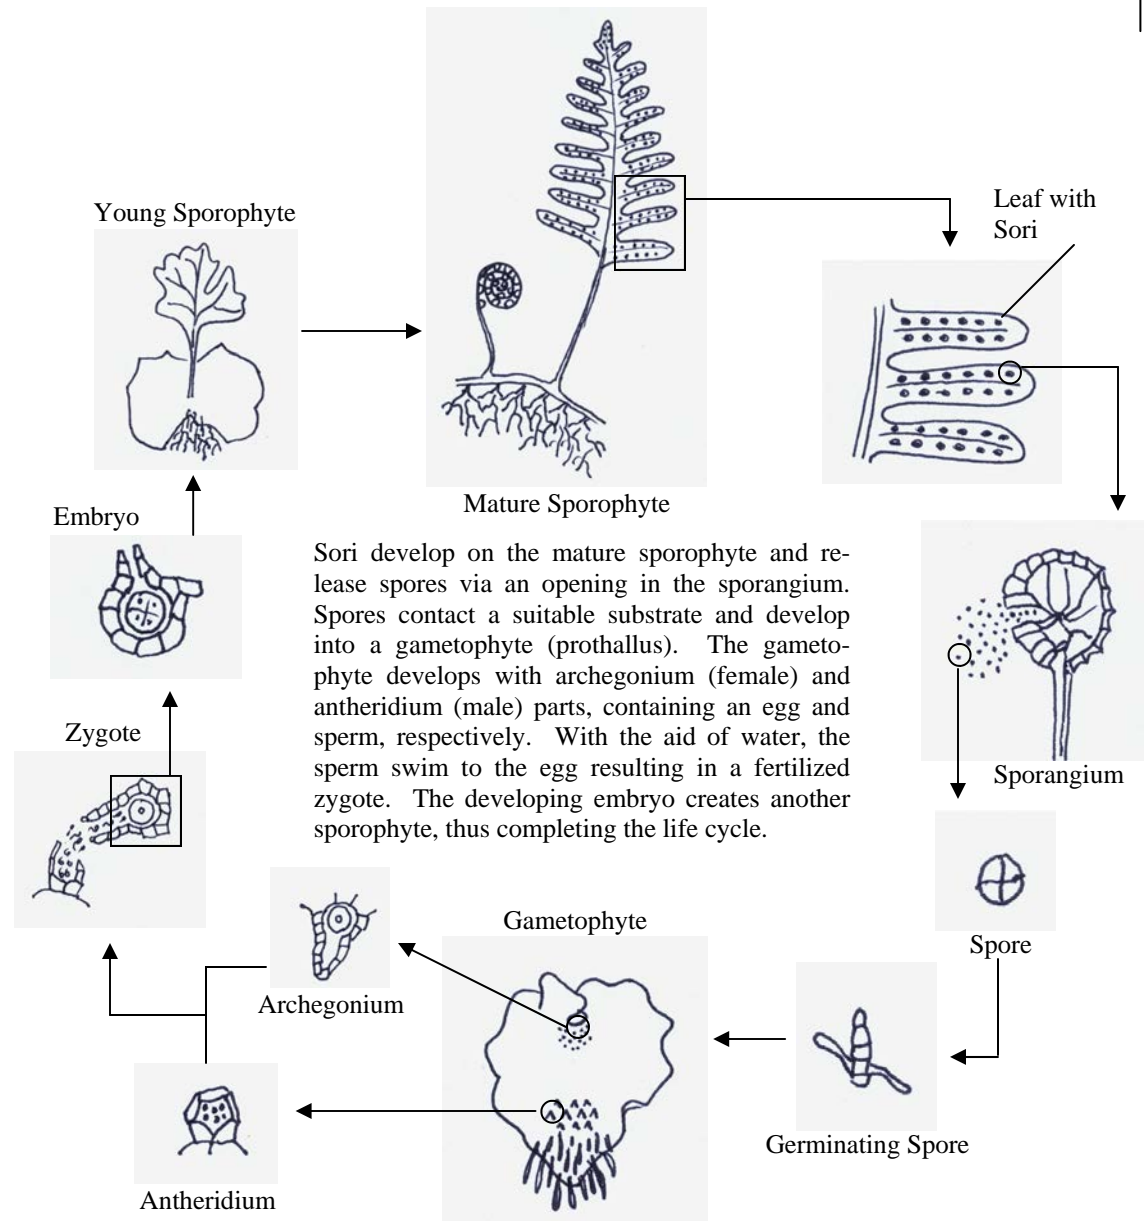 Young Sporophyte
Leaf with
Sori
Mature Sporophyte
Embryo
Sori develop on the mature sporophyte and re-
lease spores via an opening in the sporangium.
Spores contact a suitable substrate and develop
into a gametophyte (prothallus). The gameto-
phyte develops with archegonium (female) and
antheridium (male) parts, containing an egg and
sperm, respectively. With the aid of water, the
sperm swim to the egg resulting in a fertilized
zygote. The developing embryo creates another
sporophyte, thus completing the life cycle.
Zygote
Sporangium
Gametophyte
Spore
Archegonium
Germinating Spore
Antheridium